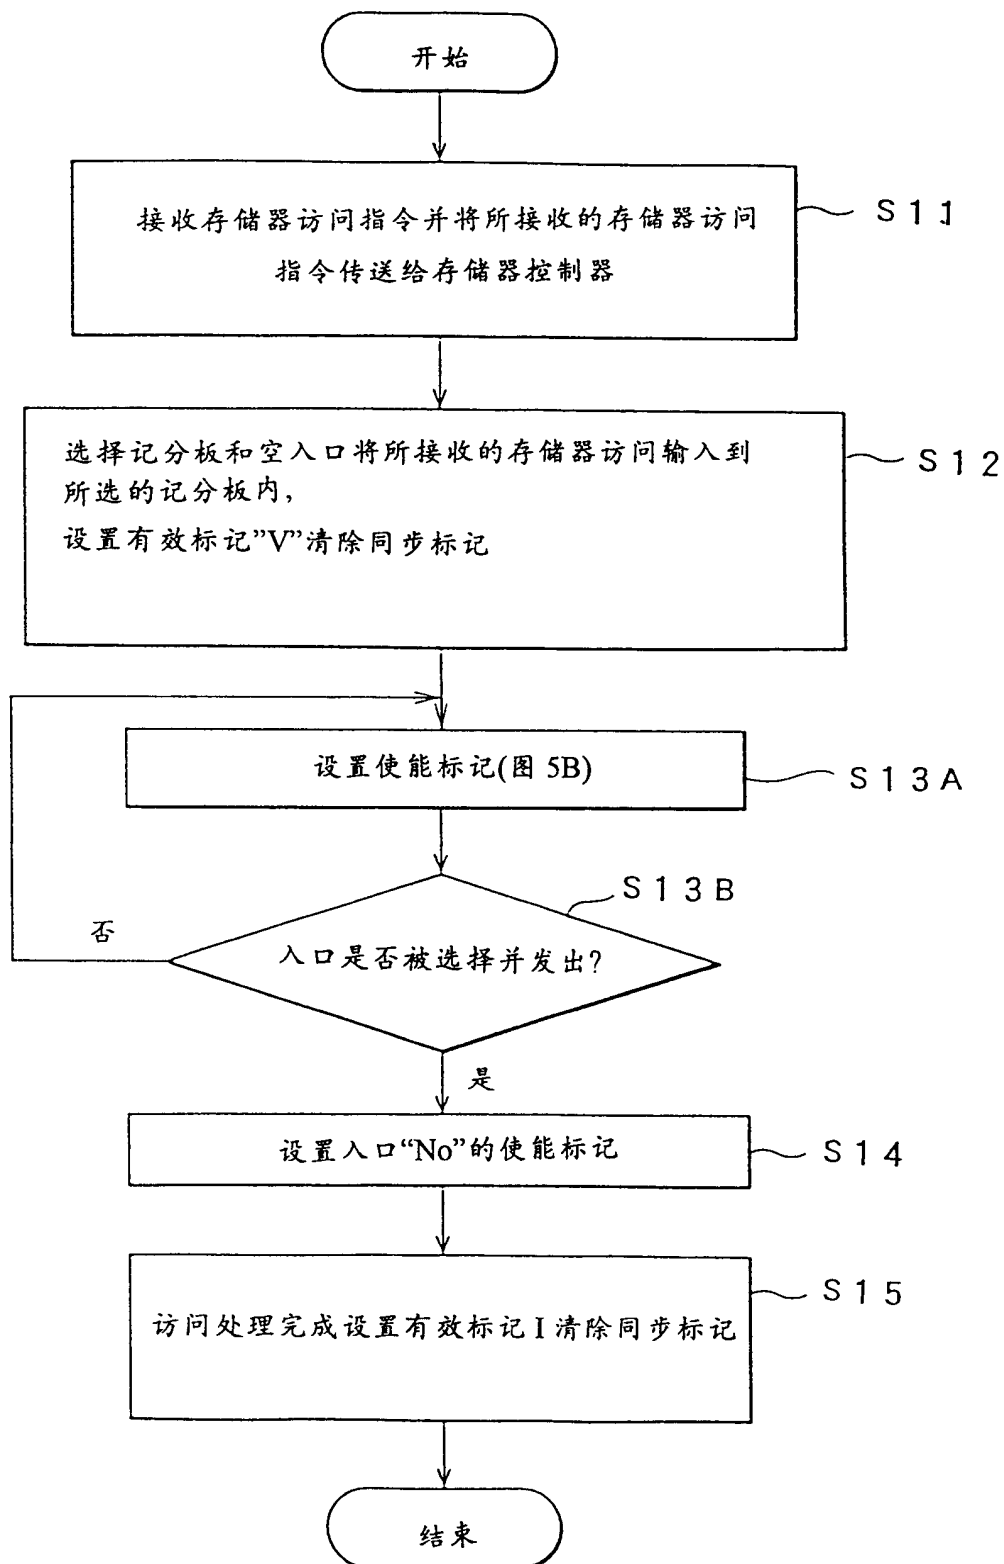 开始
接收存储器访问指令并将所接收的存储器访问
指令传送给存储器控制器
S11
选择记分板和空入口将所接收的存储器访问输入到
所选的记分板内,
设置有效标记”V”清除同步标记
S12
设置使能标记(图 5B)
S13A
S13B
入口是否被选择并发出?
否
是
设置入口“No”的使能标记
S14
访问处理完成设置有效标记 I 清除同步标记
S15
结束